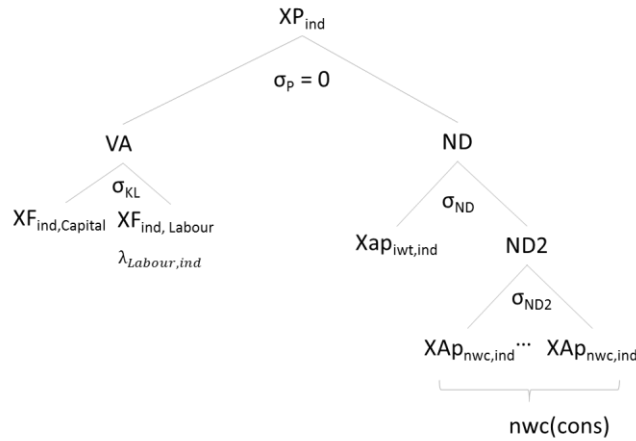 XP_ind
σ_P = 0
VA ND
σ_KL σ_ND
XF_ind,Capital XF_ind, Labour Xap_iwt,ind ND2
λ_Labour,ind
σ_ND2
XAp_nwc,ind ... XAp_nwc,ind
nwc(cons)